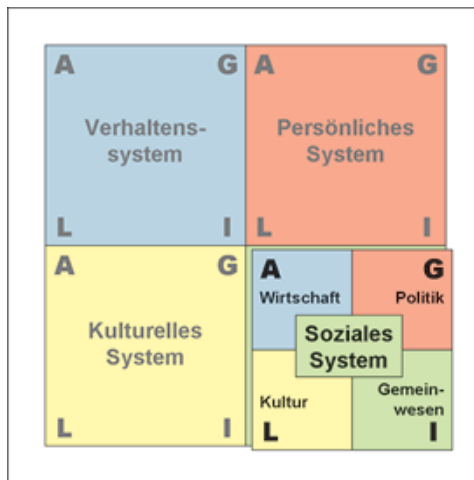 A G A G
Verhaltens-
system
Persönliches
System
L I L I
A G
Kulturelles
System
L I
A G
Wirtschaft Politik
Soziales
System
Kultur
Gemein-
wesen
L I